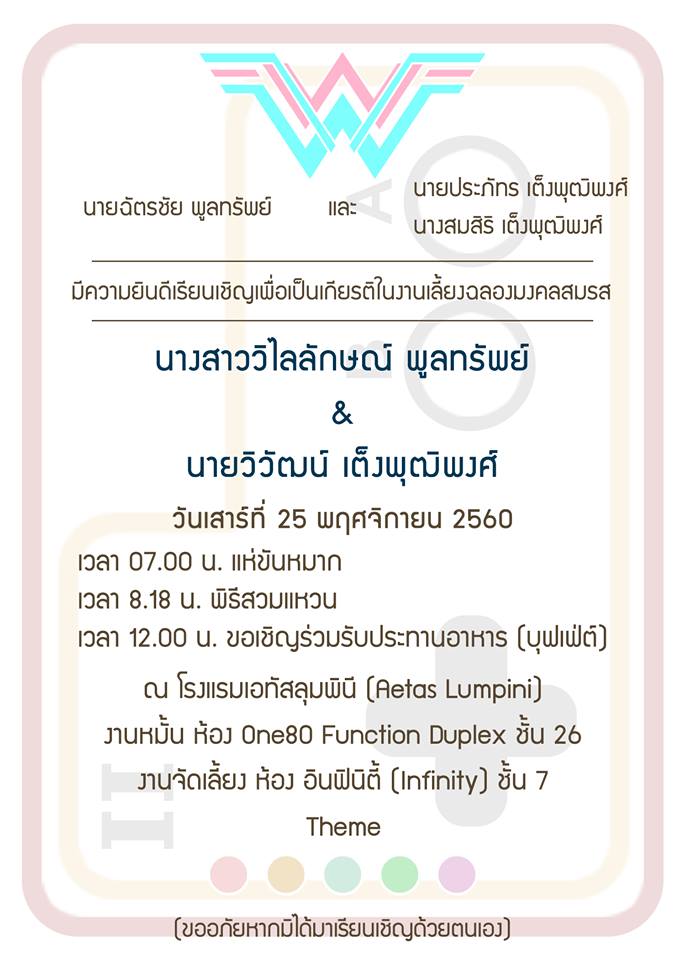 นายฉัตรชัย พูลทรัพย์ และ นายประภัทร เต็งพุฒิพงศ์
นางสมสิริ เต็งพุฒิพงศ์
มีความยินดีเรียนเชิญเพื่อเป็นเกียรติในงานเลี้ยงฉลองมงคลสมรส
นางสาววิไลลักษณ์ พูลทรัพย์
&
นายวิวัฒน์ เต็งพุฒิพงศ์
วันเสาร์ที่ 25 พฤศจิกายน 2560
เวลา 07.00 น. แห่ขันหมาก
เวลา 8.18 น. พิธีสวมแหวน
เวลา 12.00 น. ขอเชิญร่วมรับประทานอาหาร (บุฟเฟ่ต์)
ณ โรงแรมเอทัสลุมพินี (Aetas Lumpini)
งานหมั้น ห้อง One80 Function Duplex ชั้น 26
งานจัดเลี้ยง ห้อง อินฟินิตี้ (Infinity) ชั้น 7
Theme
(ขออภัยหากมิได้มาเรียนเชิญด้วยตนเอง)
A
B